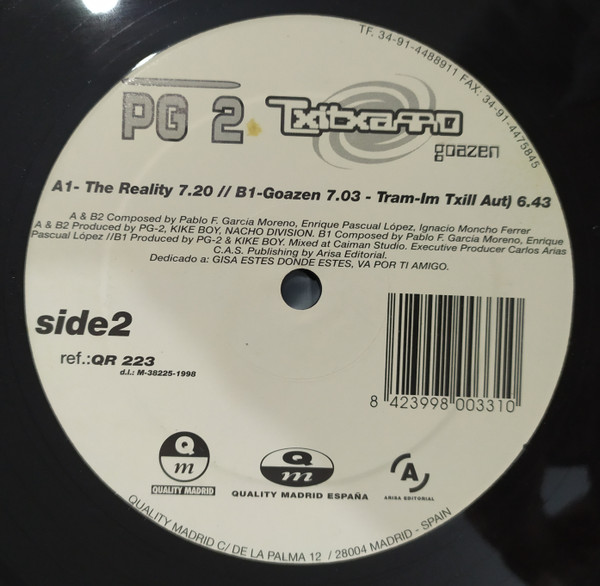 TF. 34-91-4488911 FAX: 34-91-4475845
PG 2
Txitxarro
goazen
A1- The Reality 7.20 // B1-Goazen 7.03 - Tram-Im Txill Aut) 6.43
A & B2 Composed by Pablo F. García Moreno, Enrique Pascual López, Ignacio Moncho Ferrer
A & B2 Produced by PG-2, KIKE BOY, NACHO DIVISION. B1 Composed by Pablo F. García Moreno, Enrique
Pascual López //B1 Produced by PG-2 & KIKE BOY. Mixed at Caiman Studio. Executive Producer Carlos Arias
C.A.S. Publishing by Arisa Editorial.
Dedicado a: GISA ESTES DONDE ESTES, VA POR TI AMIGO.
side2
ref.:QR 223
d.l.: M-38225-1998
8 423998 003310
Q
m
QUALITY MADRID
Q
m
QUALITY MADRID ESPAÑA
A
ARISA EDITORIAL
QUALITY MADRID C/ DE LA PALMA 12 / 28004 MADRID - SPAIN